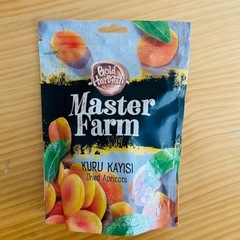 Gold
Harvest
Master
Farm
KURU KAYISI
Dried Apricots